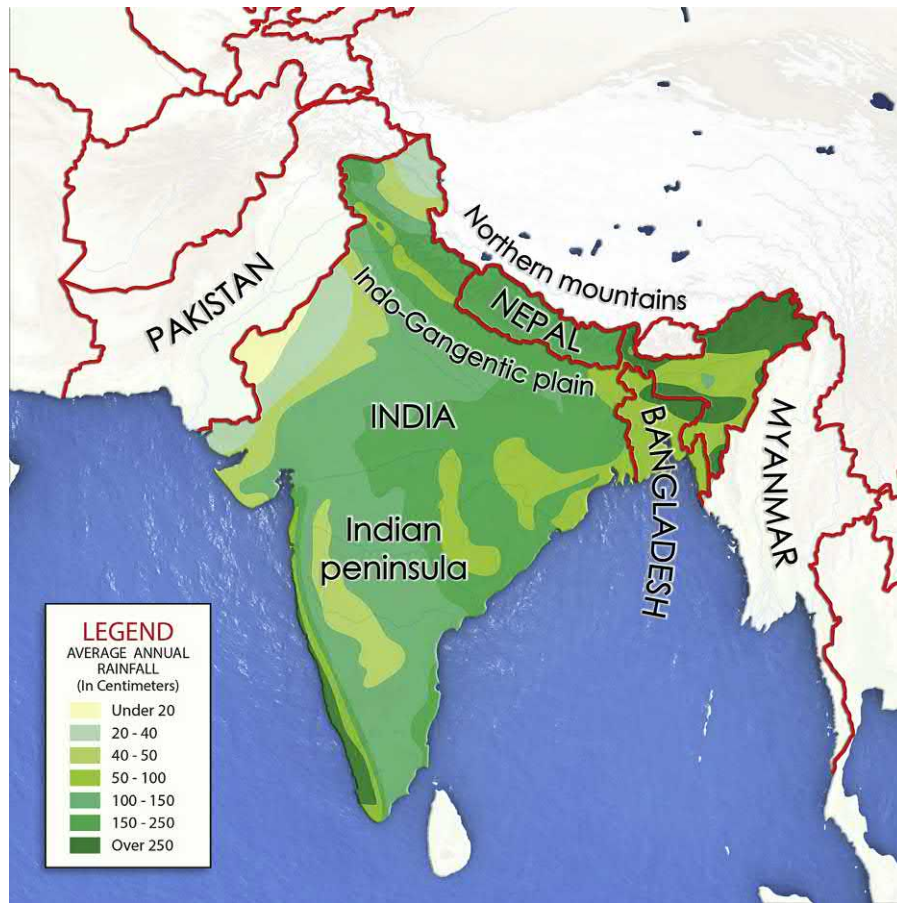 Northern mountains
PAKISTAN
NEPAL
Indo-Gangentic plain
INDIA
BANGLADESH
MYANMAR
Indian
peninsula
LEGEND
AVERAGE ANNUAL
RAINFALL
(In Centimeters)
Under 20
20 - 40
40 - 50
50 - 100
100 - 150
150 - 250
Over 250